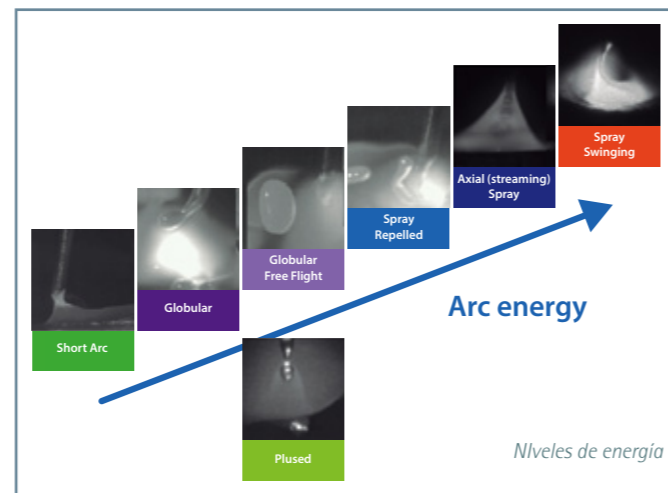 Spray
Swinging
Axial (streaming)
Spray
Spray
Repelled
Globular
Free Flight
Globular
Short Arc
Arc energy
Plused
NIveles de energía